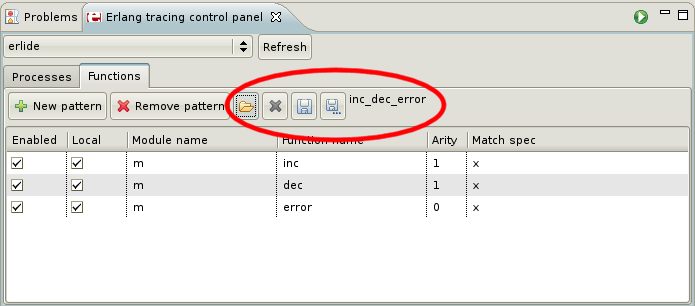 Problems Erlang tracing control panel
erlide Refresh
Processes Functions
New pattern Remove pattern inc_dec_error
Enabled Local Module name Function name Arity Match spec
m inc 1 x
m dec 1 x
m error 0 x